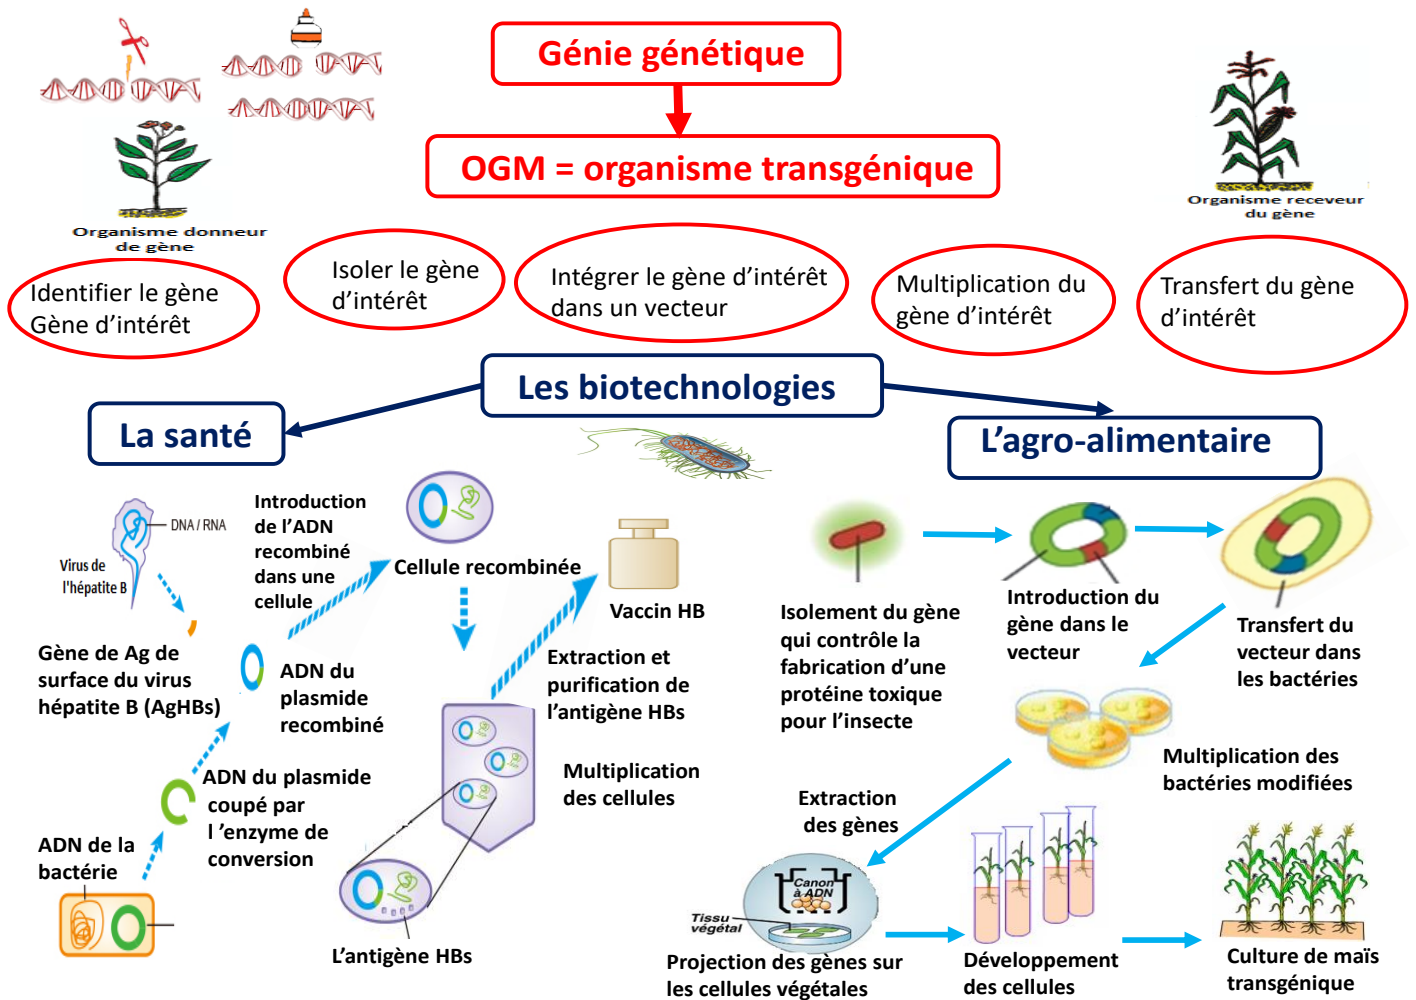 Génie génétique
OGM = organisme transgénique
Organisme donneur
de gène
Organisme receveur
du gène
Identifier le gène
Gène d’intérêt
Isoler le gène
d’intérêt
Intégrer le gène d’intérêt
dans un vecteur
Multiplication du
gène d’intérêt
Transfert du gène
d’intérêt
Les biotechnologies
La santé
L’agro-alimentaire
DNA / RNA
Virus de
l'hépatite B
Gène de Ag de
surface du virus
hépatite B (AgHBs)
ADN de la
bactérie
ADN du plasmide
coupé par
l ’enzyme de
conversion
ADN du
plasmide
recombiné
Introduction
de l’ADN
recombiné
dans une
cellule
Cellule recombinée
Multiplication
des cellules
L’antigène HBs
Extraction et
purification de
l’antigène HBs
Vaccin HB
Isolement du gène
qui contrôle la
fabrication d’une
protéine toxique
pour l’insecte
Introduction du
gène dans le
vecteur
Transfert du
vecteur dans
les bactéries
Multiplication des
bactéries modifiées
Extraction
des gènes
Canon
à ADN
Tissu
végétal
Projection des gènes sur
les cellules végétales
Développement
des cellules
Culture de maïs
transgénique